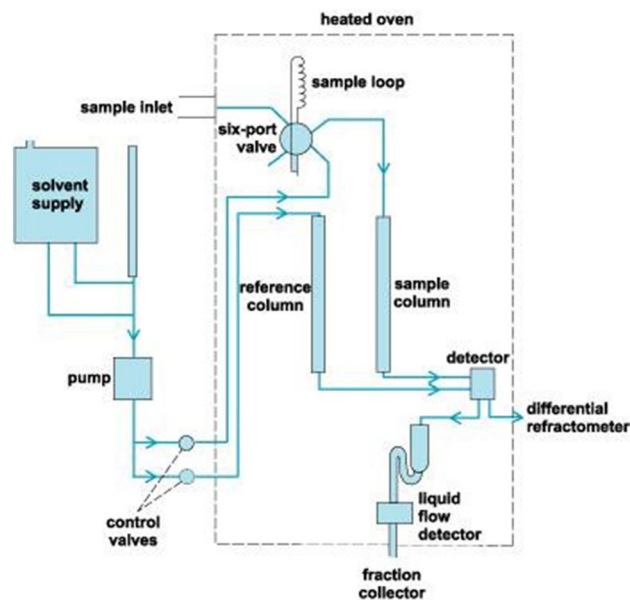 heated oven
sample loop
sample inlet
six-port
valve
solvent
supply
reference
column
sample
column
detector
pump
differential
refractometer
control
valves
liquid
flow
detector
fraction
collector